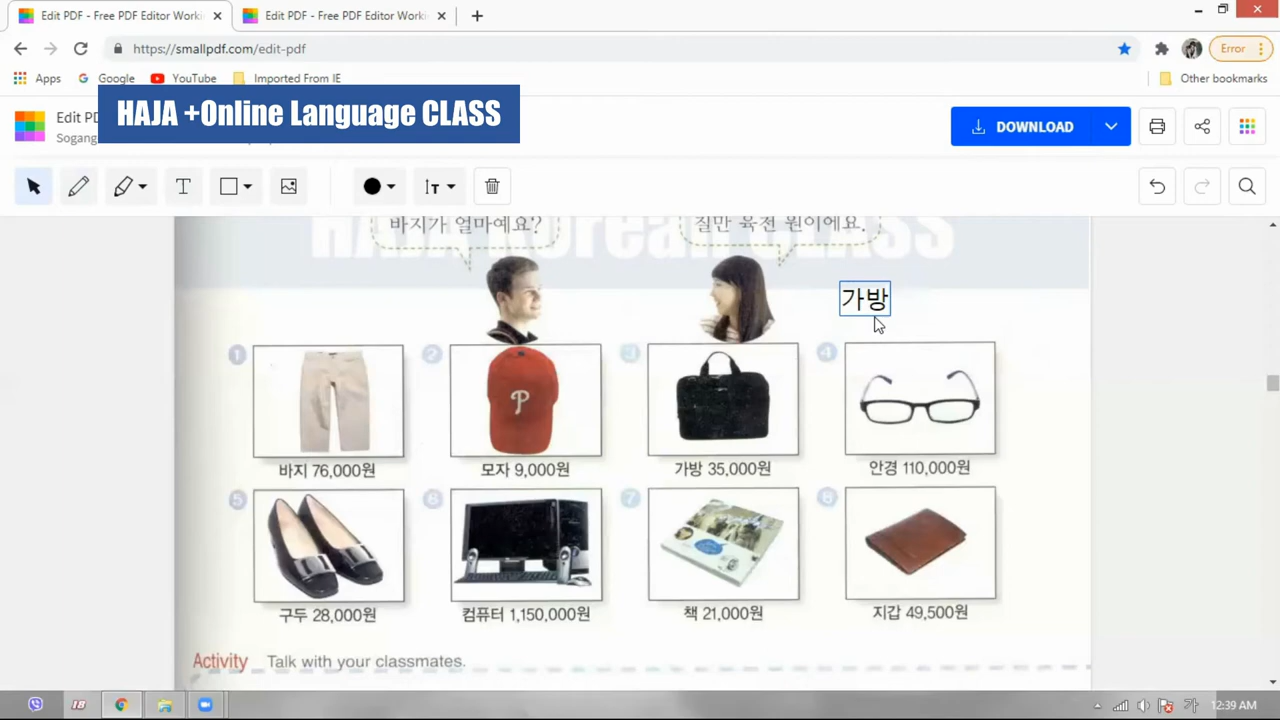 Edit PDF - Free PDF Editor Worki
Edit PDF - Free PDF Editor Worki
https://smallpdf.com/edit-pdf
Error
Apps
Google
YouTube
Imported From IE
Other bookmarks
HAJA +Online Language CLASS
Edit PD
Sogang
DOWNLOAD
T
T
바지가 얼마예요?
칠만 육천 원이에요.
HAJA Korean CLASS
가방
1
2
3
4
P
바지 76,000원
모자 9,000원
가방 35,000원
안경 110,000원
5
6
7
8
구두 28,000원
컴퓨터 1,150,000원
책 21,000원
지갑 49,500원
Activity Talk with your classmates.
18
가
12:39 AM